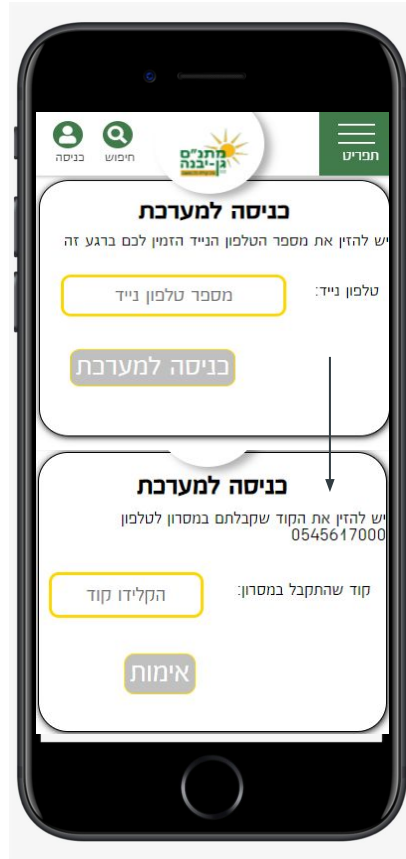 תפריט
חיפוש
כניסה
מתנ"ס
גן-יבנה
כניסה למערכת
יש להזין את מספר הטלפון הנייד הזמין לכם ברגע זה
טלפון נייד:
מספר טלפון נייד
כניסה למערכת
כניסה למערכת
יש להזין את הקוד שקבלתם במסרון לטלפון
0545617000
קוד שהתקבל במסרון:
הקלידו קוד
אימות